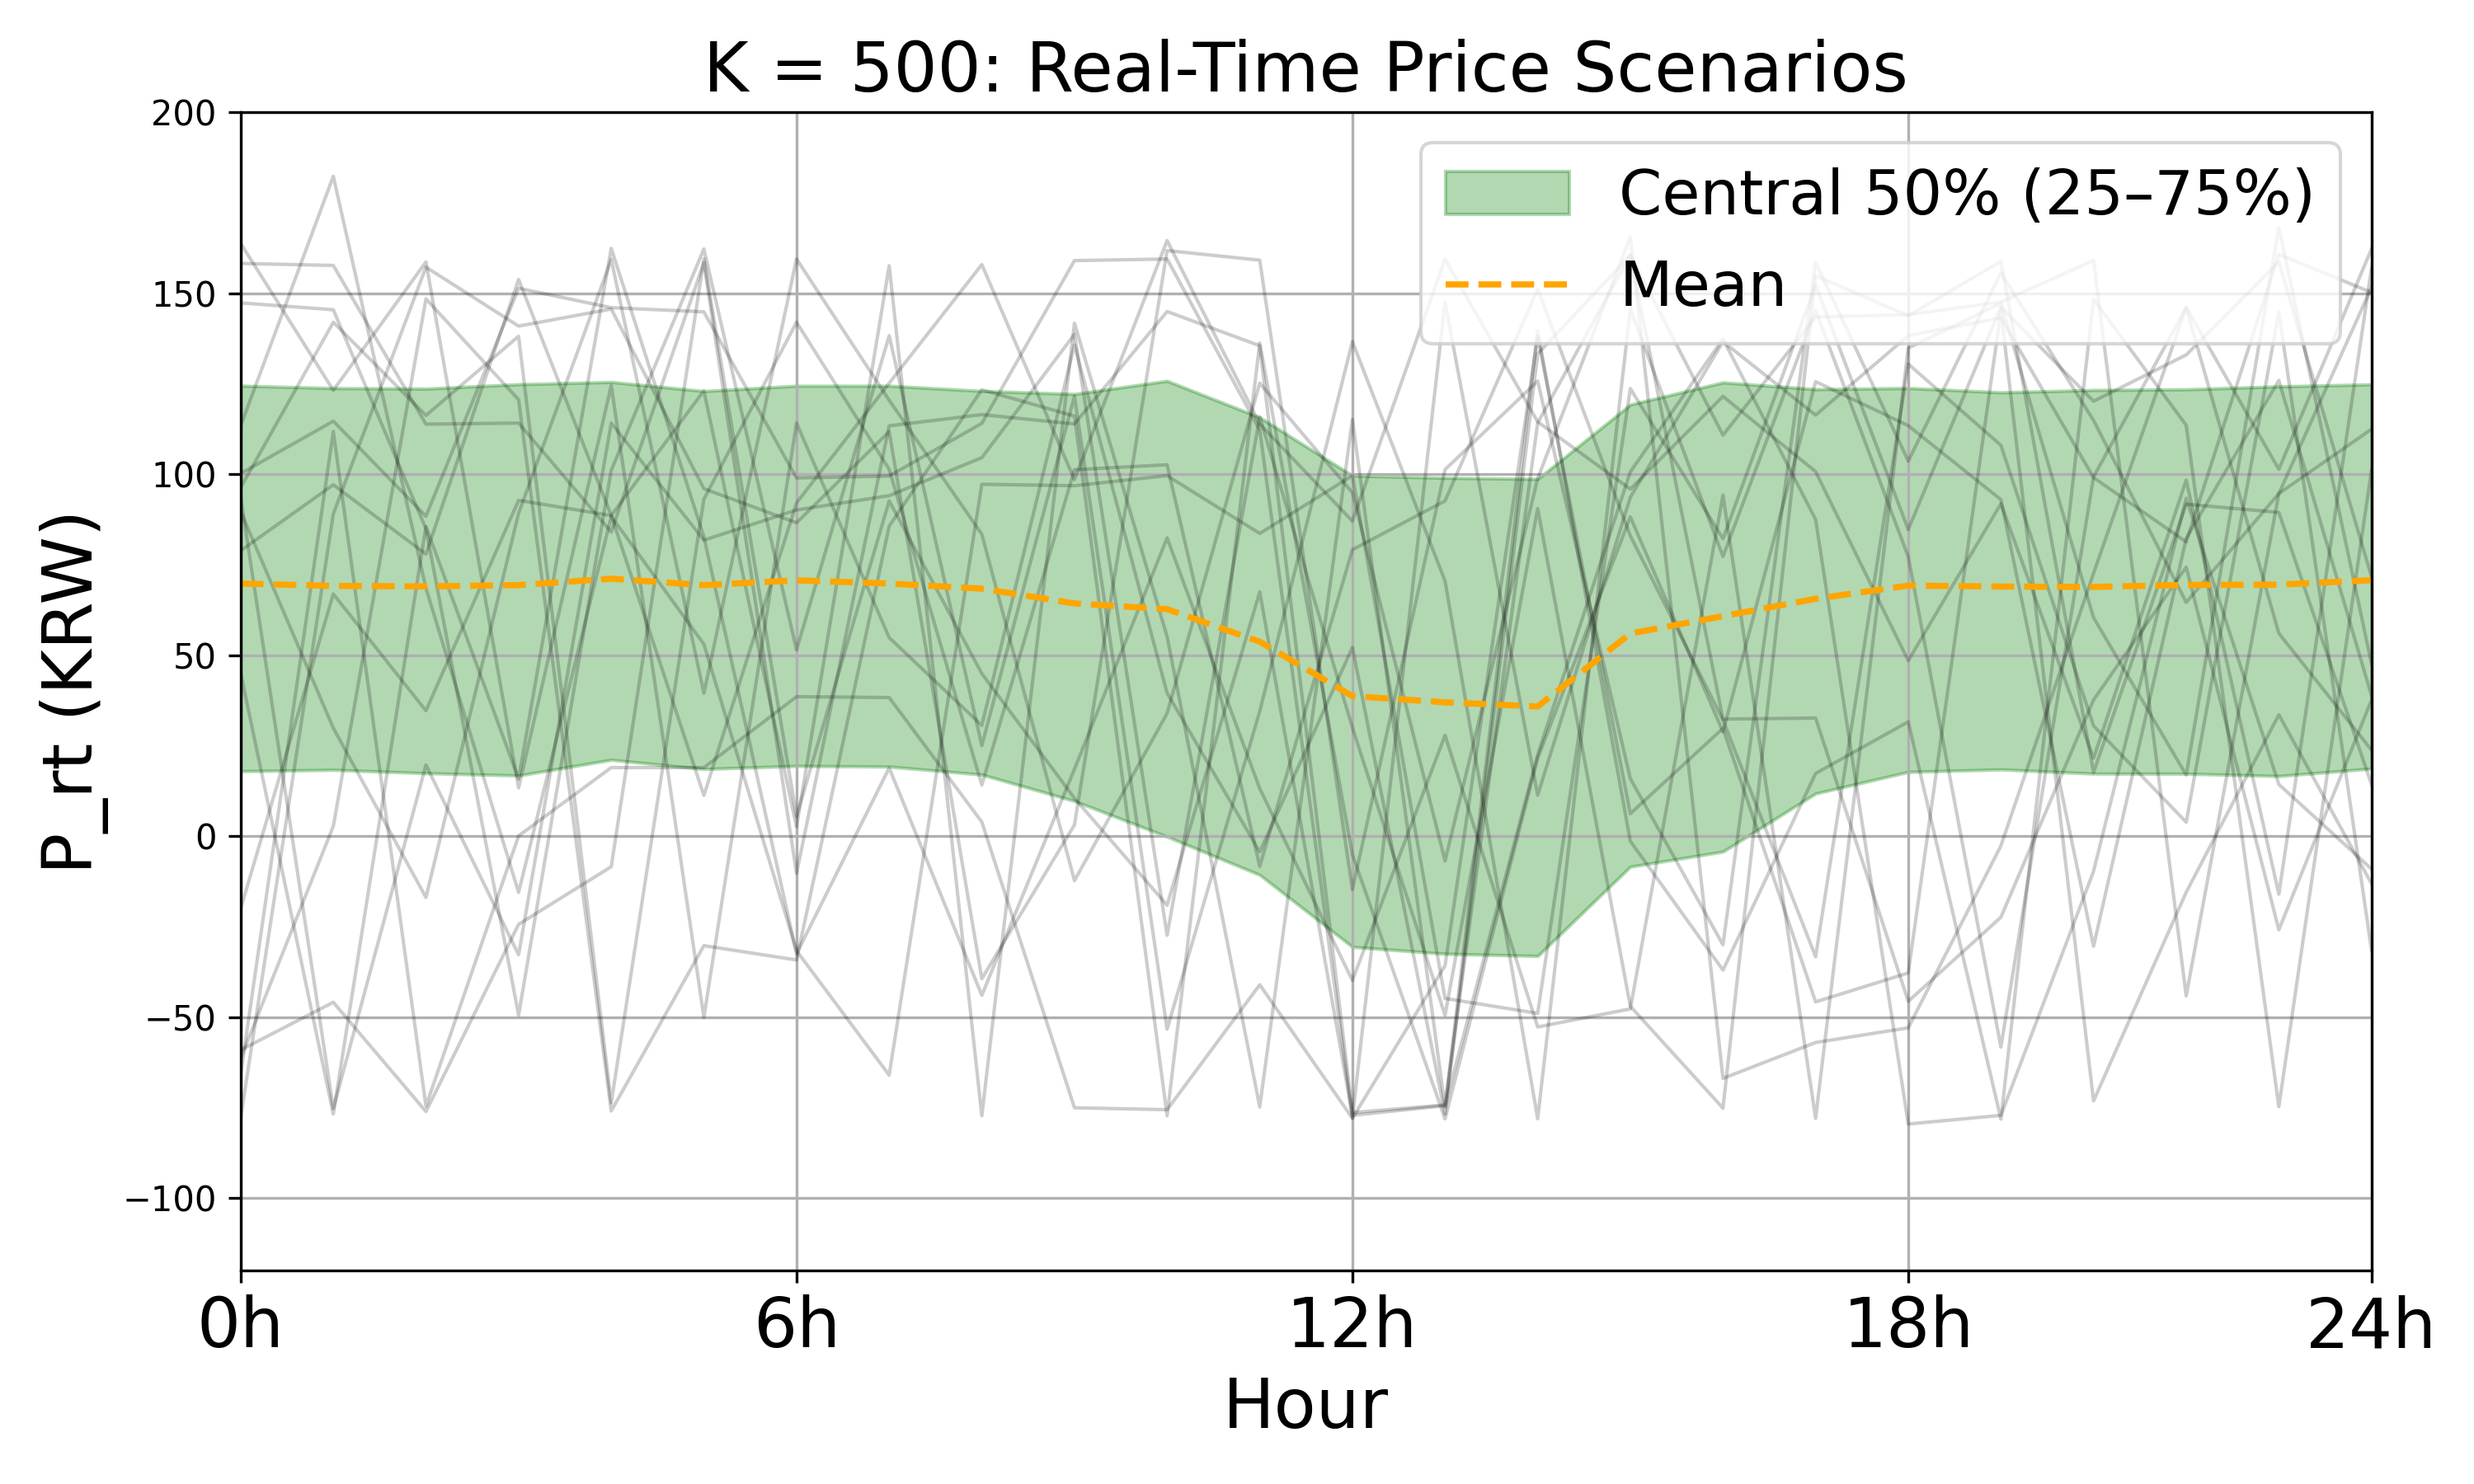 K = 500: Real-Time Price Scenarios
200
150
100
50
0
−50
−100
P_rt (KRW)
Central 50% (25–75%)
Mean
0h 6h 12h 18h 24h
Hour